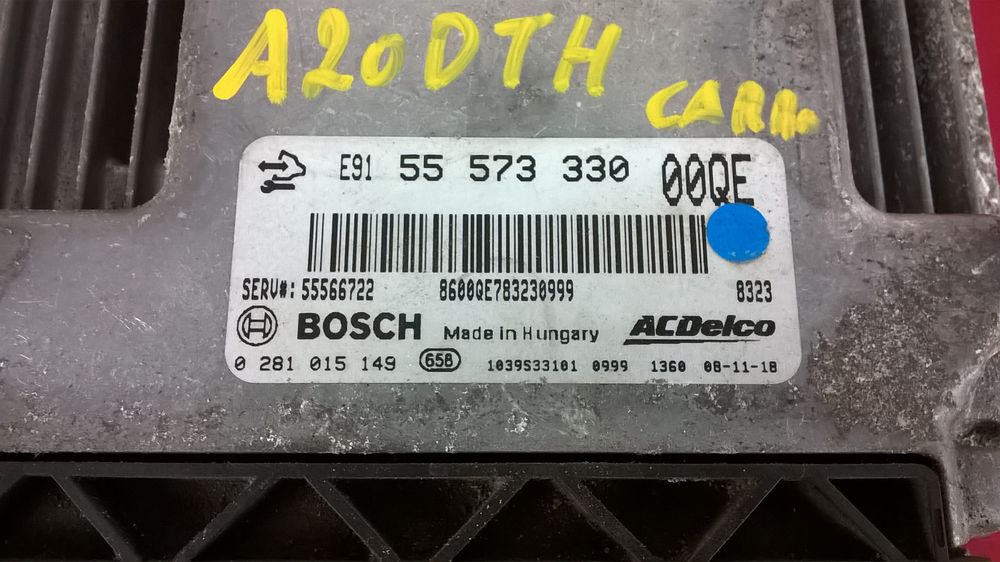 A20DTH
CARA
E91 55 573 330 00QE
SERV#: 55566722 8600QE783230999 8323
BOSCH Made in Hungary ACDelco
0 281 015 149 658 1039S33101 0999 1360 08-11-18